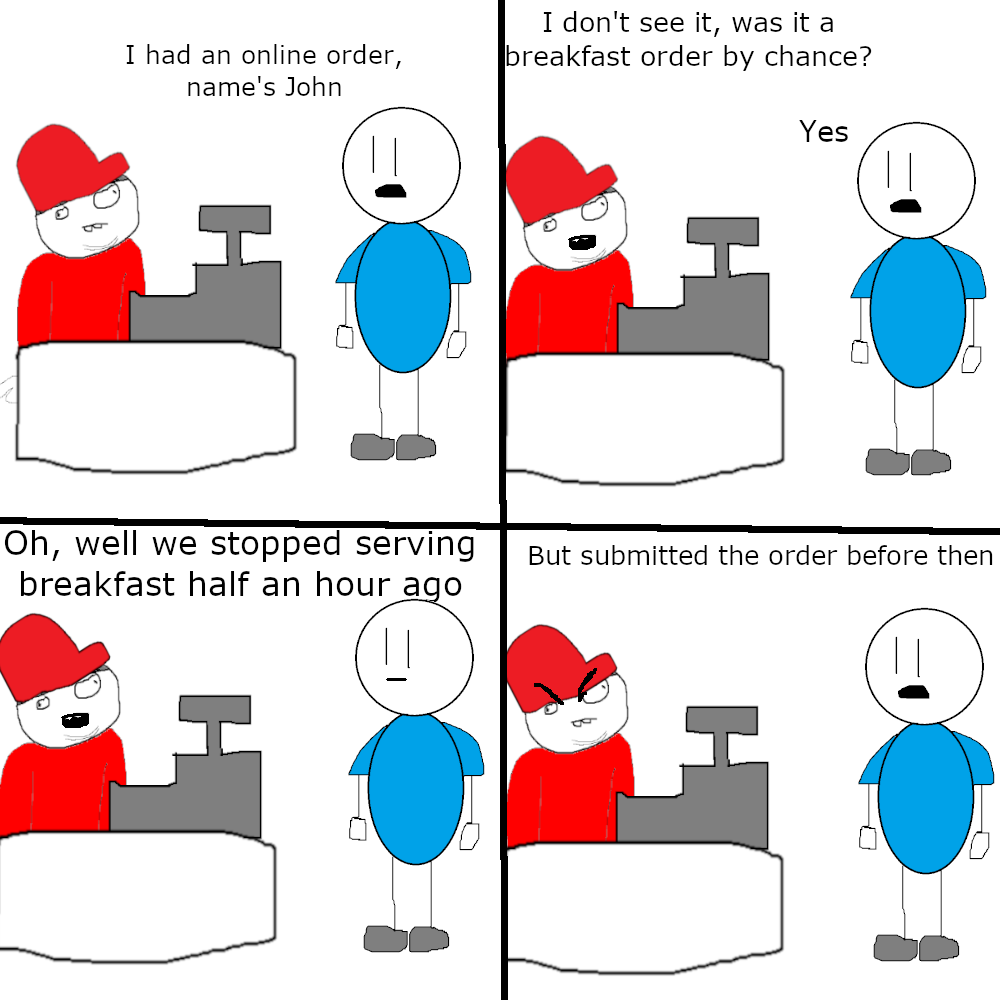 I had an online order,
name's John
I don't see it, was it a
breakfast order by chance?
Yes
Oh, well we stopped serving
breakfast half an hour ago
But submitted the order before then